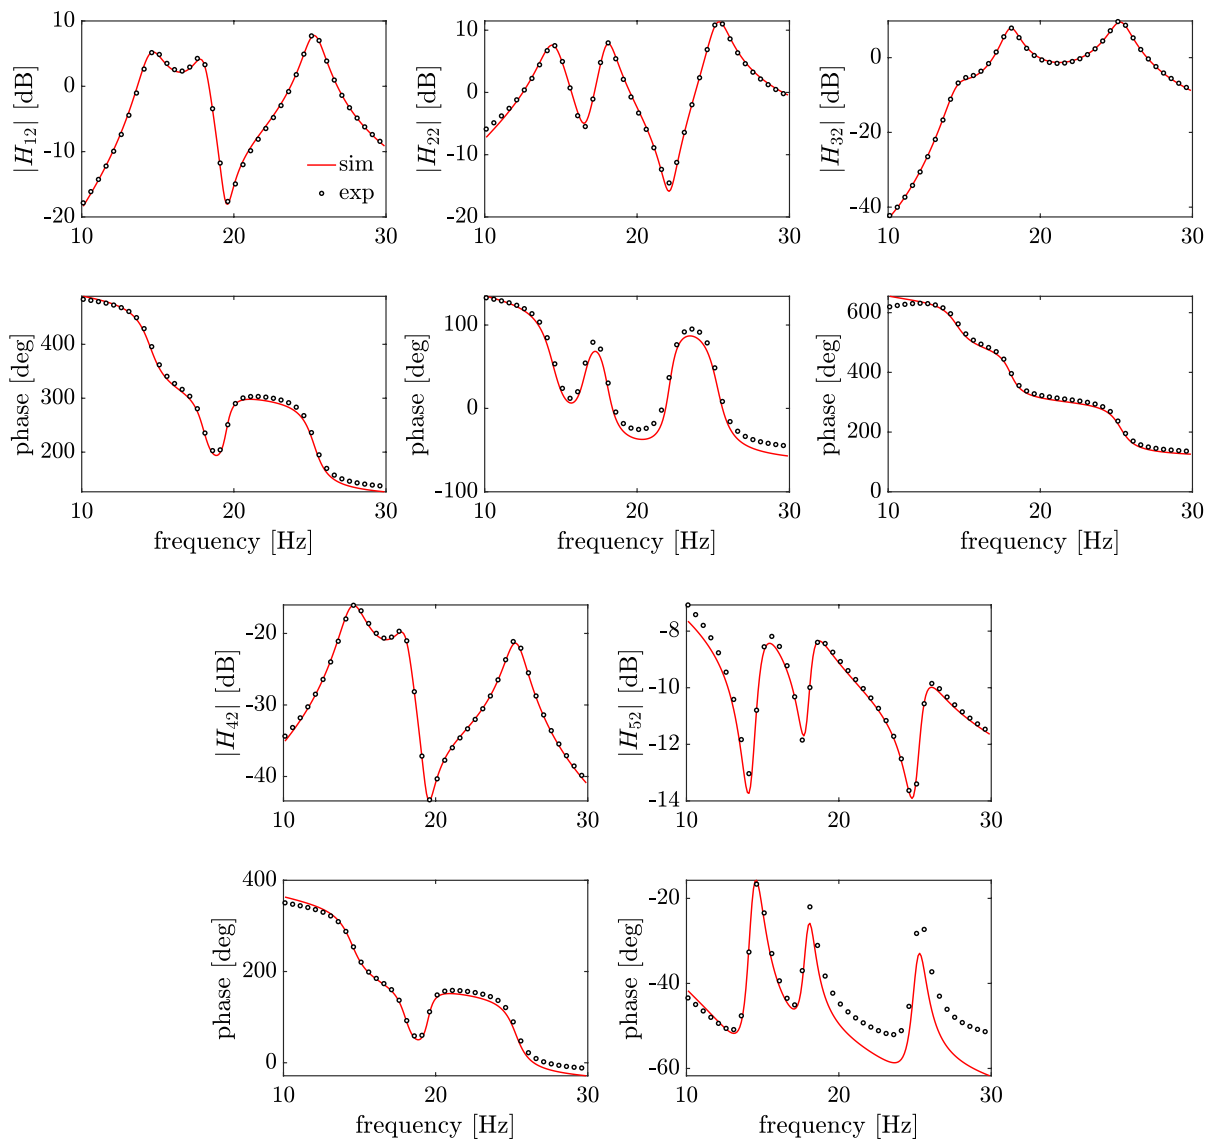 10
0
-10
-20
|H12| [dB]
sim
exp
10 20 30
10
0
-10
-20
|H22| [dB]
10 20 30
0
-20
-40
|H32| [dB]
10 20 30
400
300
200
phase [deg]
10 20 30
frequency [Hz]
100
0
-100
phase [deg]
10 20 30
frequency [Hz]
600
400
200
0
phase [deg]
10 20 30
frequency [Hz]
-20
-30
-40
|H42| [dB]
10 20 30
-8
-10
-12
-14
|H52| [dB]
10 20 30
400
200
0
phase [deg]
10 20 30
frequency [Hz]
-20
-40
-60
phase [deg]
10 20 30
frequency [Hz]